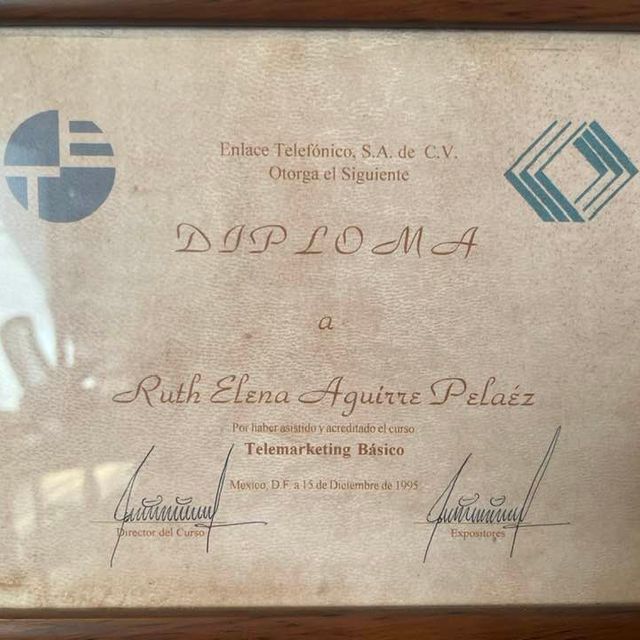 Enlace Telefónico, S.A. de C.V.
Otorga el Siguiente
DIPLOMA
a
Ruth Elena Aguirre Pelaéz
Por haber asistido y acreditado el curso
Telemarketing Básico
Mexico, D.F. a 15 de Diciembre de 1995
Director del Curso
Expositores